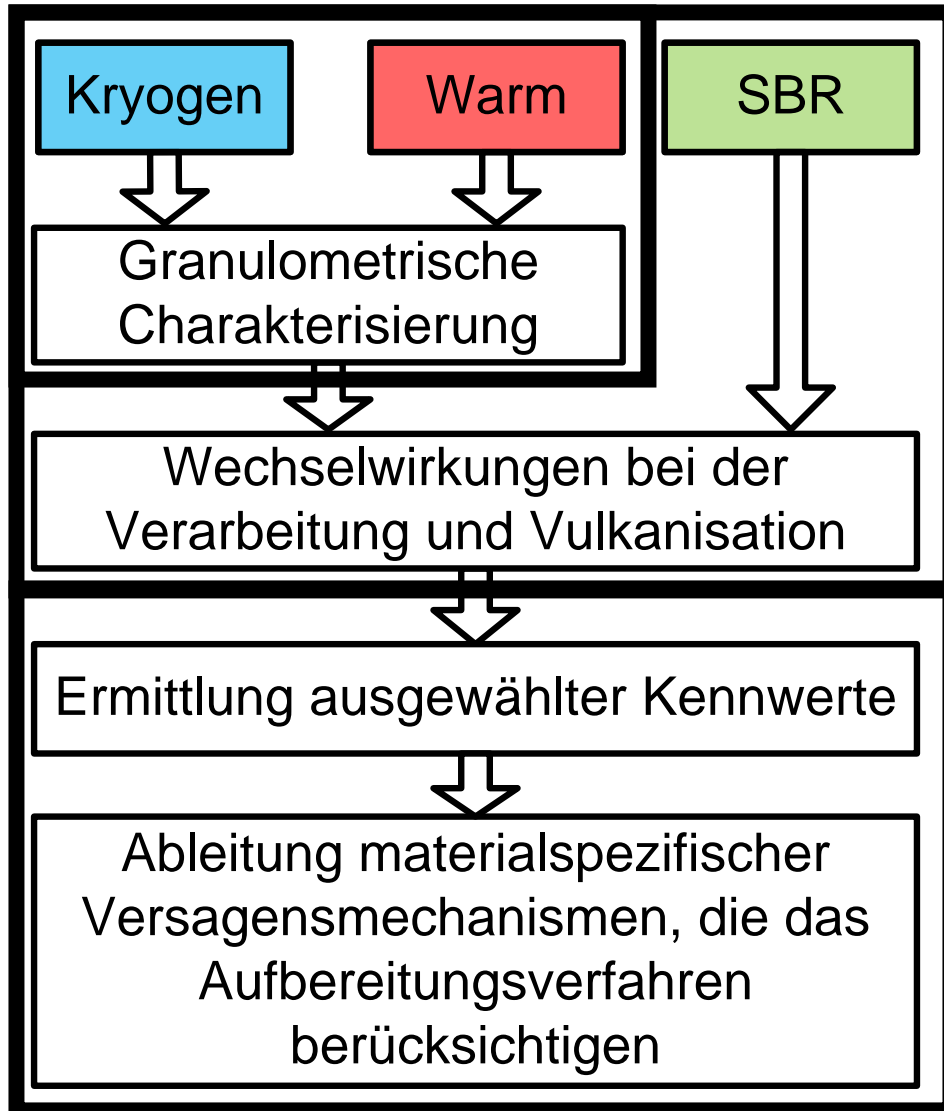 Kryogen
Warm
SBR
Granulometrische
Charakterisierung
Wechselwirkungen bei der
Verarbeitung und Vulkanisation
Ermittlung ausgewählter Kennwerte
Ableitung materialspezifischer
Versagensmechanismen, die das
Aufbereitungsverfahren
berücksichtigen